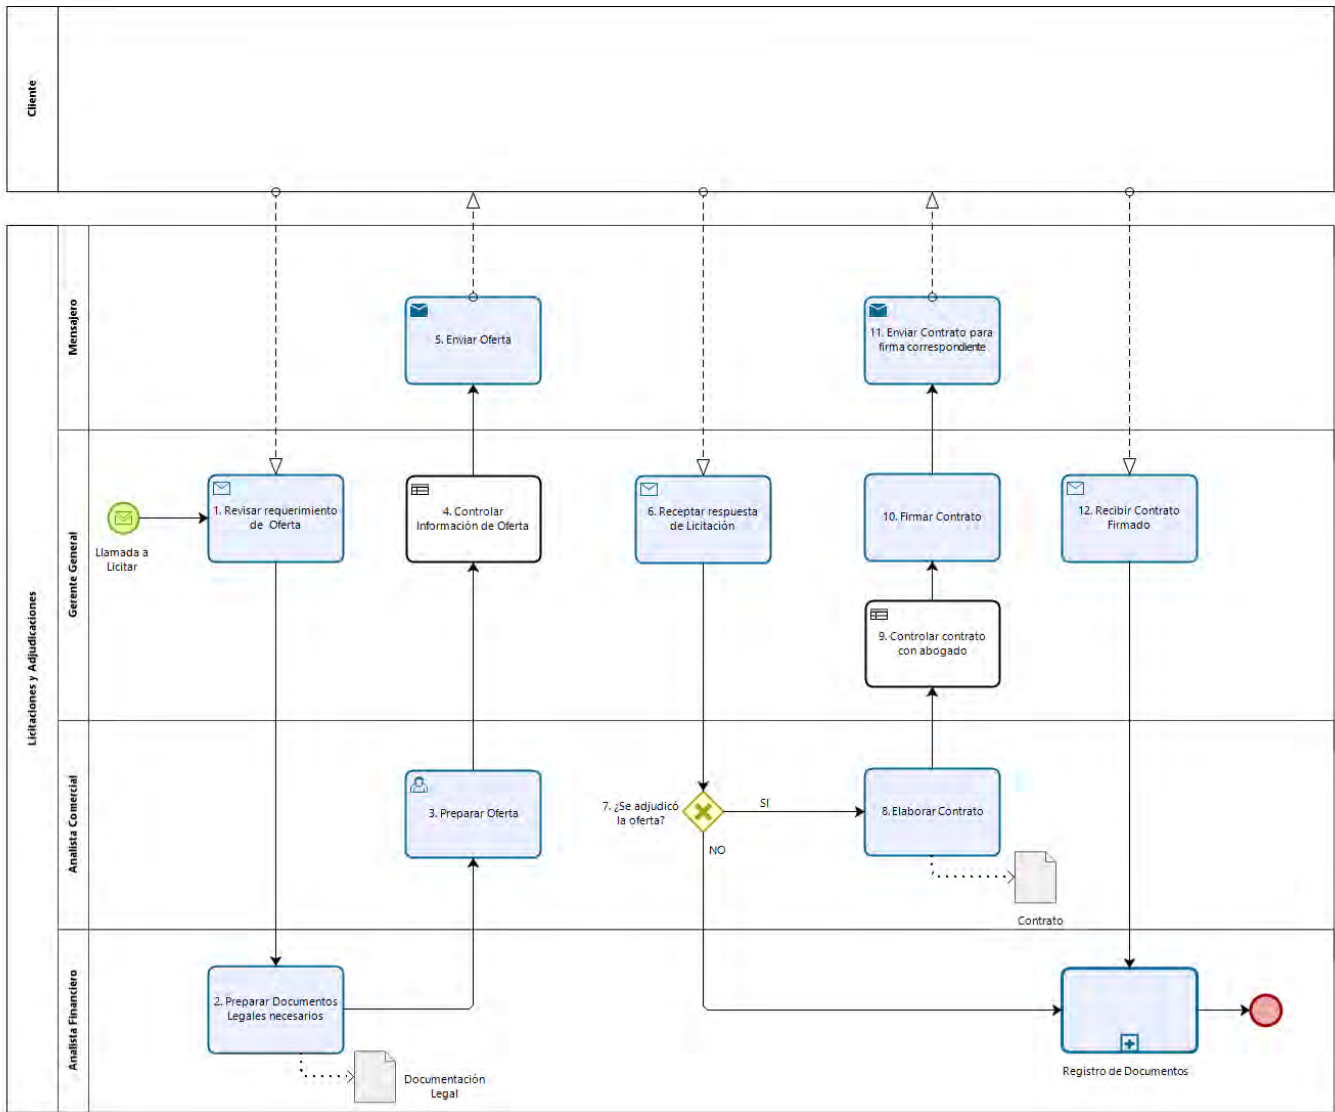 Cliente
Licitaciones y Adjudicaciones
Mensajero
5. Enviar Oferta
11. Enviar Contrato para
firma correspondiente
Gerente General
Llamada a
Licitar
1. Revisar requerimiento
de Oferta
4. Controlar
Información de Oferta
6. Receptar respuesta
de Licitación
10. Firmar Contrato
12. Recibir Contrato
Firmado
9. Controlar contrato
con abogado
Analista Comercial
3. Preparar Oferta
7. ¿Se adjudicó
la oferta?
SI
NO
8. Elaborar Contrato
Contrato
Analista Financiero
2. Preparar Documentos
Legales necesarios
Documentación
Legal
Registro de Documentos